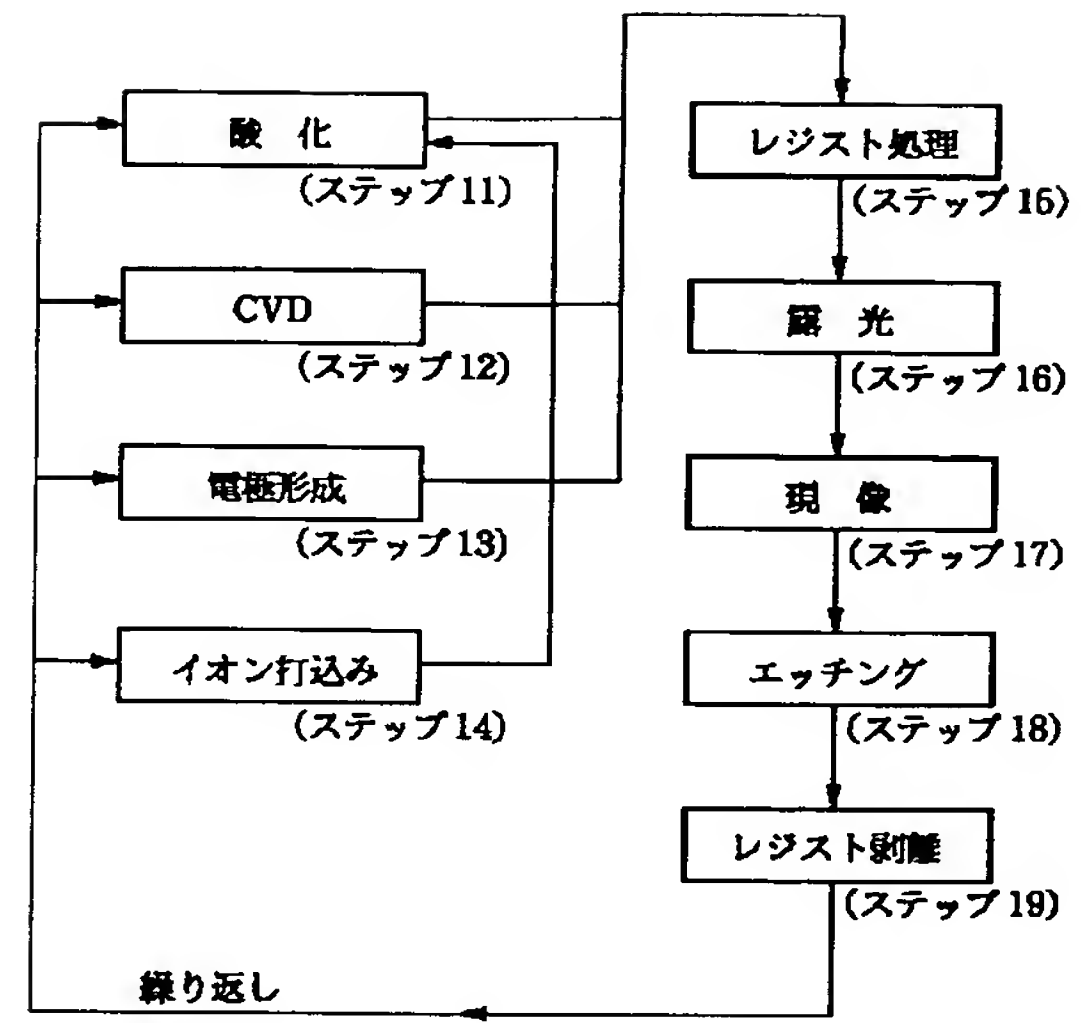 酸 化
(ステップ11)
CVD
(ステップ12)
電極形成
(ステップ13)
イオン打込み
(ステップ14)
レジスト処理
(ステップ15)
露 光
(ステップ16)
現 像
(ステップ17)
エッチング
(ステップ18)
レジスト剥離
(ステップ19)
繰り返し